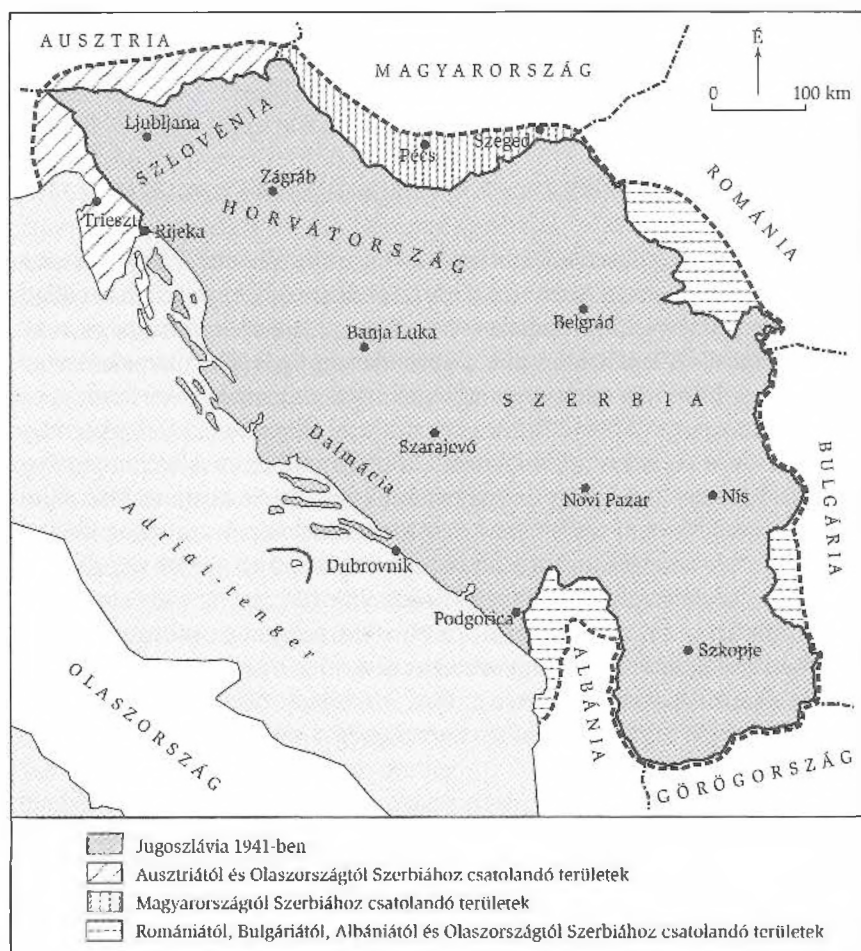 AUSZTRIA
MAGYARORSZÁG
É
0 100 km
Ljubljana
SZLOVÉNIA
Pécs
Szeged
Zágráb
ROMÁNIA
Trieszt
Rijeka
HORVÁTORSZÁG
Belgrád
Banja Luka
SZERBIA
Szarajevó
Dalmácia
BULGÁRIA
Novi Pazar
Nís
Adriai-tenger
a
Dubrovnik
Podgorica
Szkopje
OLASZORSZÁG
ALBÁNIA
GÖRÖGORSZÁG
Jugoszlávia 1941-ben
Ausztriától és Olaszországtól Szerbiához csatolandó területek
Magyarországtól Szerbiához csatolandó területek
Romániától, Bulgáriától, Albániától és Olaszországtól Szerbiához csatolandó területek